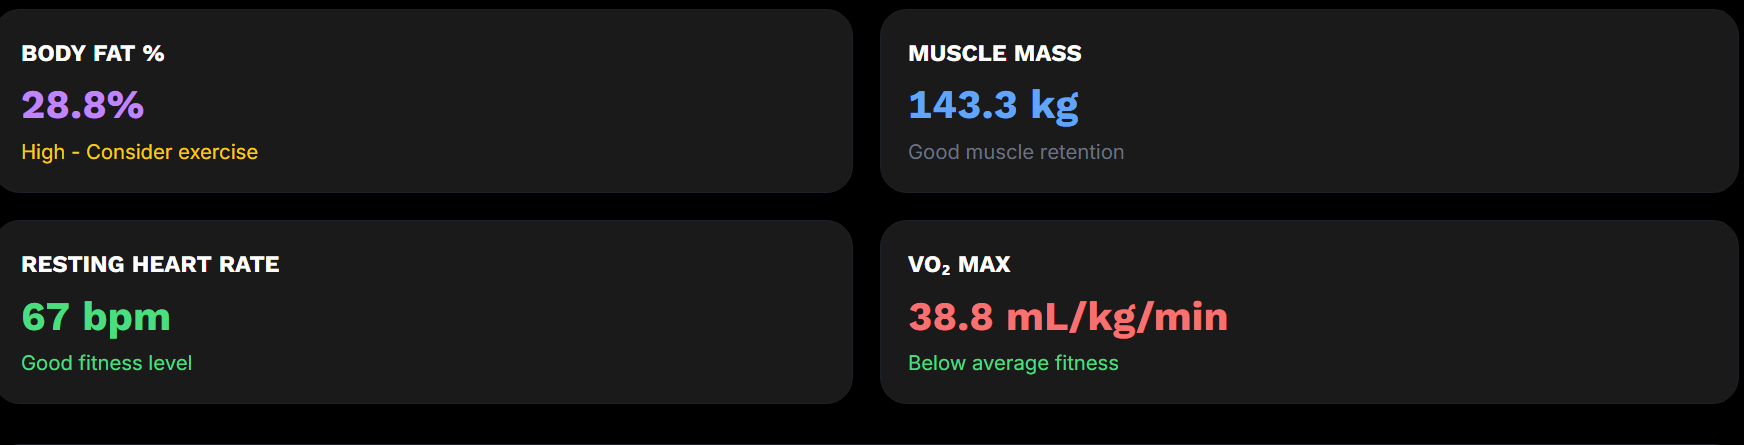 BODY FAT %
28.8%
High - Consider exercise
MUSCLE MASS
143.3 kg
Good muscle retention
RESTING HEART RATE
67 bpm
Good fitness level
VO₂ MAX
38.8 mL/kg/min
Below average fitness